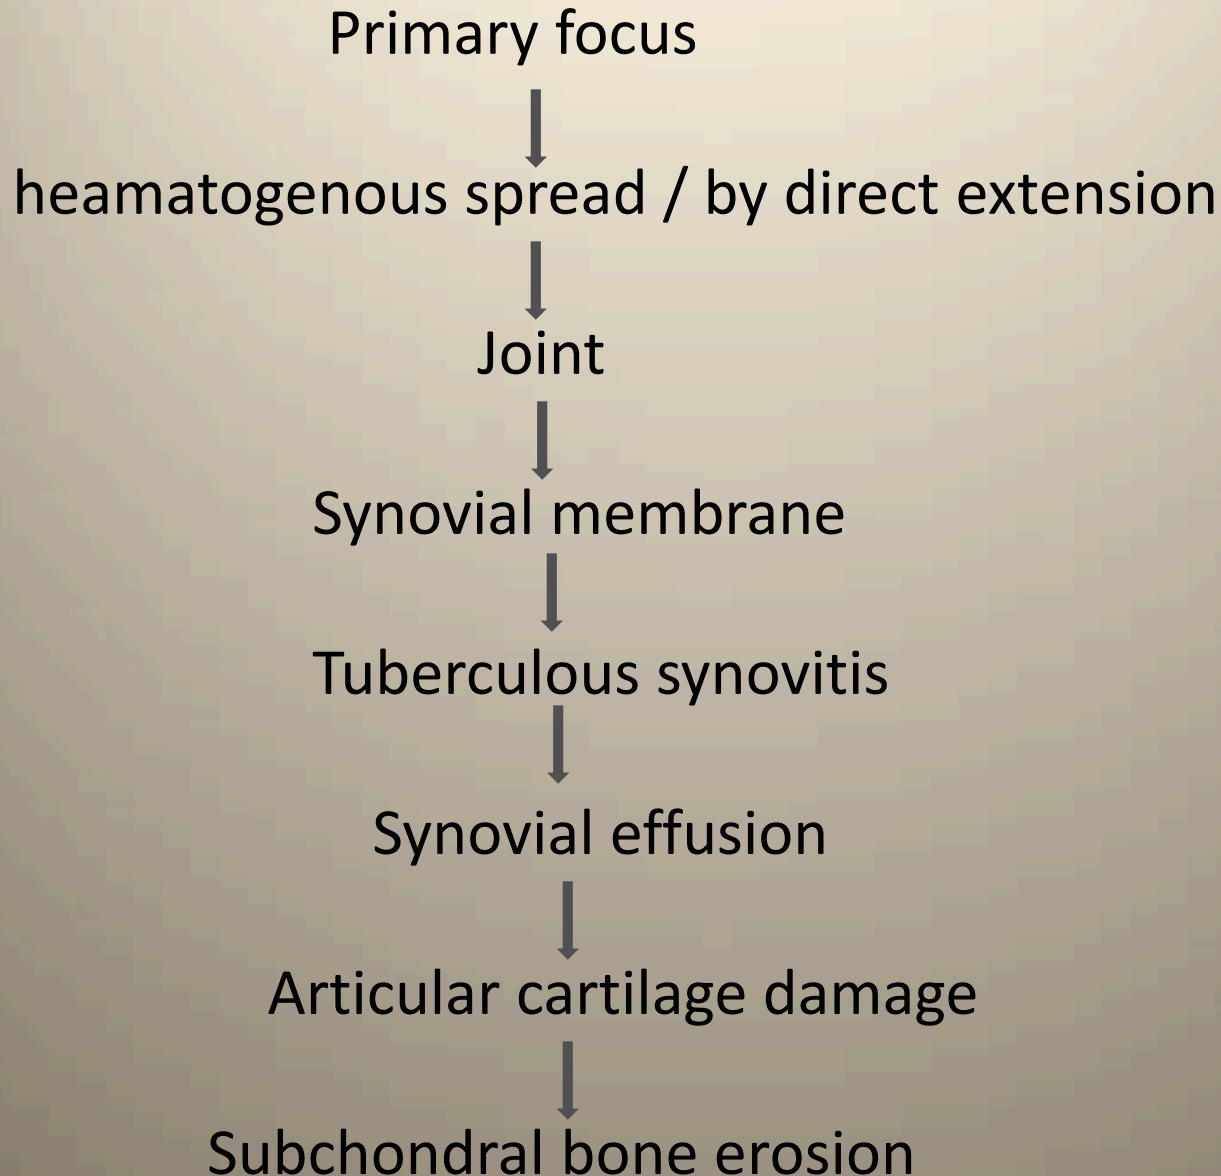 Primary focus
heamatogenous spread / by direct extension
Joint
Synovial membrane
Tuberculous synovitis
Synovial effusion
Articular cartilage damage
Subchondral bone erosion